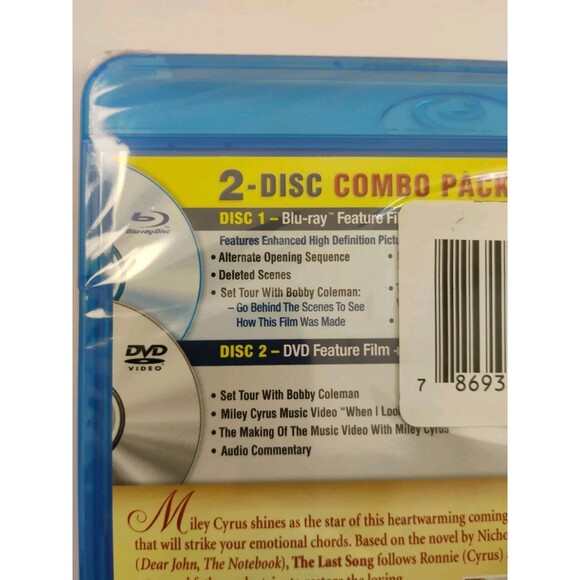 2-DISC COMBO PACK
DISC 1 – Blu-ray™ Feature
Features Enhanced High Definition
• Alternate Opening Sequence
• Deleted Scenes
• Set Tour With Bobby Coleman:
– Go Behind The Scenes To See
How This Film Was Made
Blu-ray Disc
DISC 2 – DVD Feature Film +
DVD
VIDEO
• Set Tour With Bobby Coleman
• Miley Cyrus Music Video “When I
• The Making Of The Music Video With Miley Cyrus
• Audio Commentary
7 8693
Miley Cyrus shines as the star of this heartwarming coming
that will strike your emotional chords. Based on the novel by
(Dear John, The Notebook), The Last Song follows Ronnie (Cyrus)